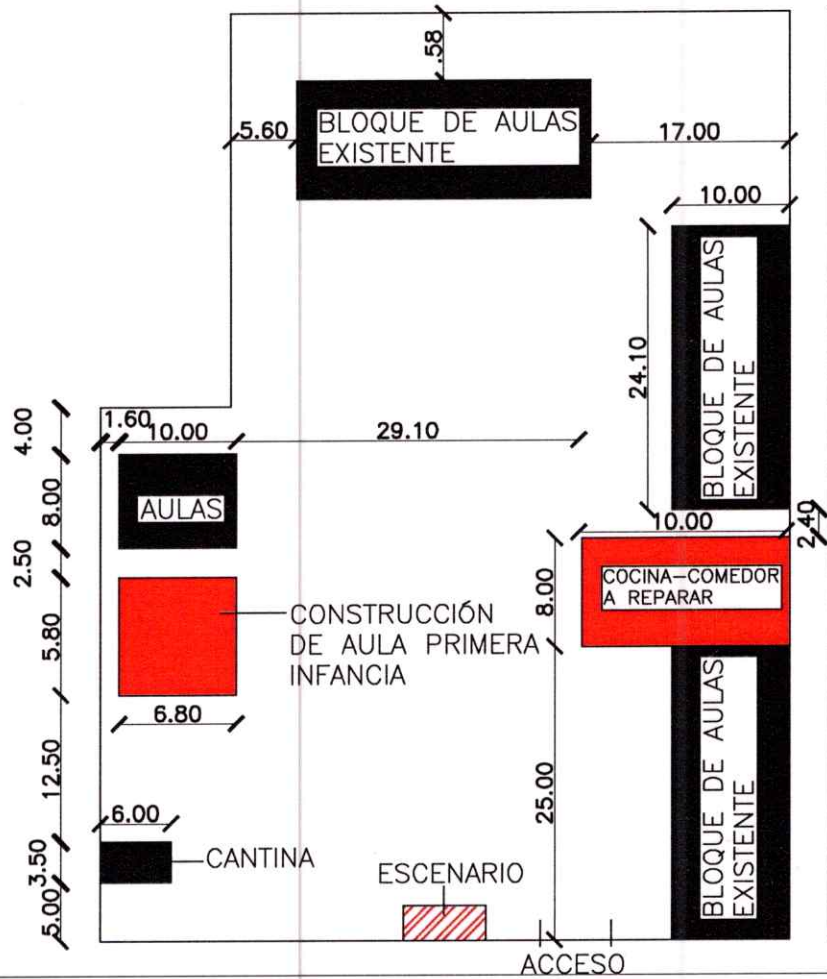 .58
5.60
BLOQUE DE AULAS
EXISTENTE
17.00
10.00
24.10
BLOQUE DE AULAS
EXISTENTE
4.00
1.60
10.00
29.10
8.00
AULAS
2.40
10.00
2.50
COCINA-COMEDOR
A REPARAR
8.00
5.80
CONSTRUCCIÓN
DE AULA PRIMERA
INFANCIA
6.80
12.50
25.00
BLOQUE DE AULAS
EXISTENTE
6.00
3.50
CANTINA
5.00
ESCENARIO
ACCESO